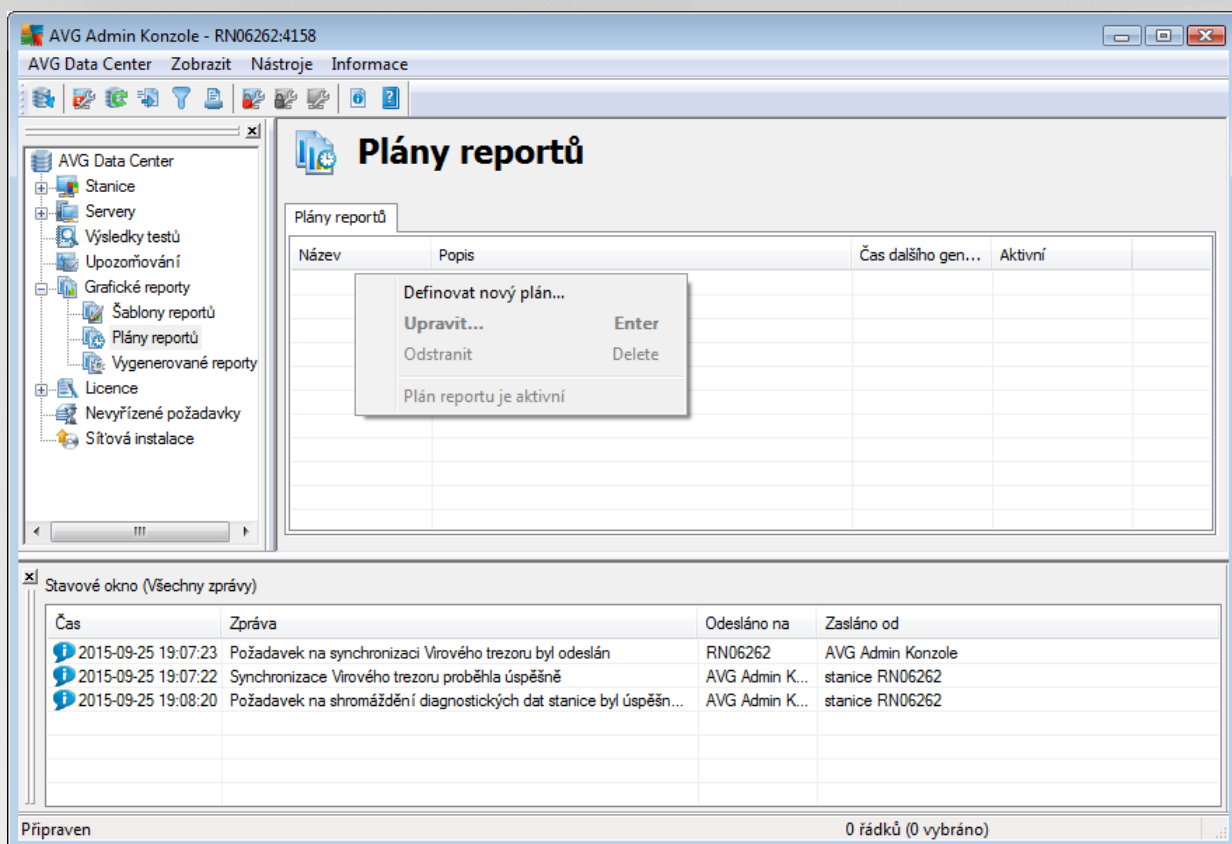 AVG Admin Konzole - RN06262:4158
AVG Data Center Zobrazit Nástroje Informace
AVG Data Center
Stanice
Servery
Výsledky testů
Upozorňování
Grafické reporty
Šablony reportů
Plány reportů
Vygenerované reporty
Licence
Nevyřízené požadavky
Síťová instalace
Plány reportů
Plány reportů
Název Popis Čas dalšího gen... Aktivní
Definovat nový plán...
Upravit... Enter
Odstranit Delete
Plán reportu je aktivní
Stavové okno (Všechny zprávy)
Čas Zpráva Odesláno na Zasláno od
2015-09-25 19:07:23 Požadavek na synchronizaci Virového trezoru byl odeslán RN06262 AVG Admin Konzole
2015-09-25 19:07:22 Synchronizace Virového trezoru proběhla úspěšně AVG Admin K... stanice RN06262
2015-09-25 19:08:20 Požadavek na shromáždění diagnostických dat stanice byl úspěšn... AVG Admin K... stanice RN06262
Připraven 0 řádků (0 vybráno)